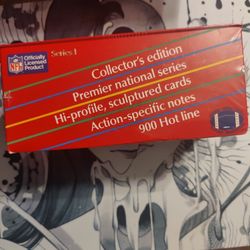 NFL
Officially
Licensed
Product
Series I
Collector's edition
Premier national series
Hi-profile, sculptured cards
Action-specific notes
900 Hot line